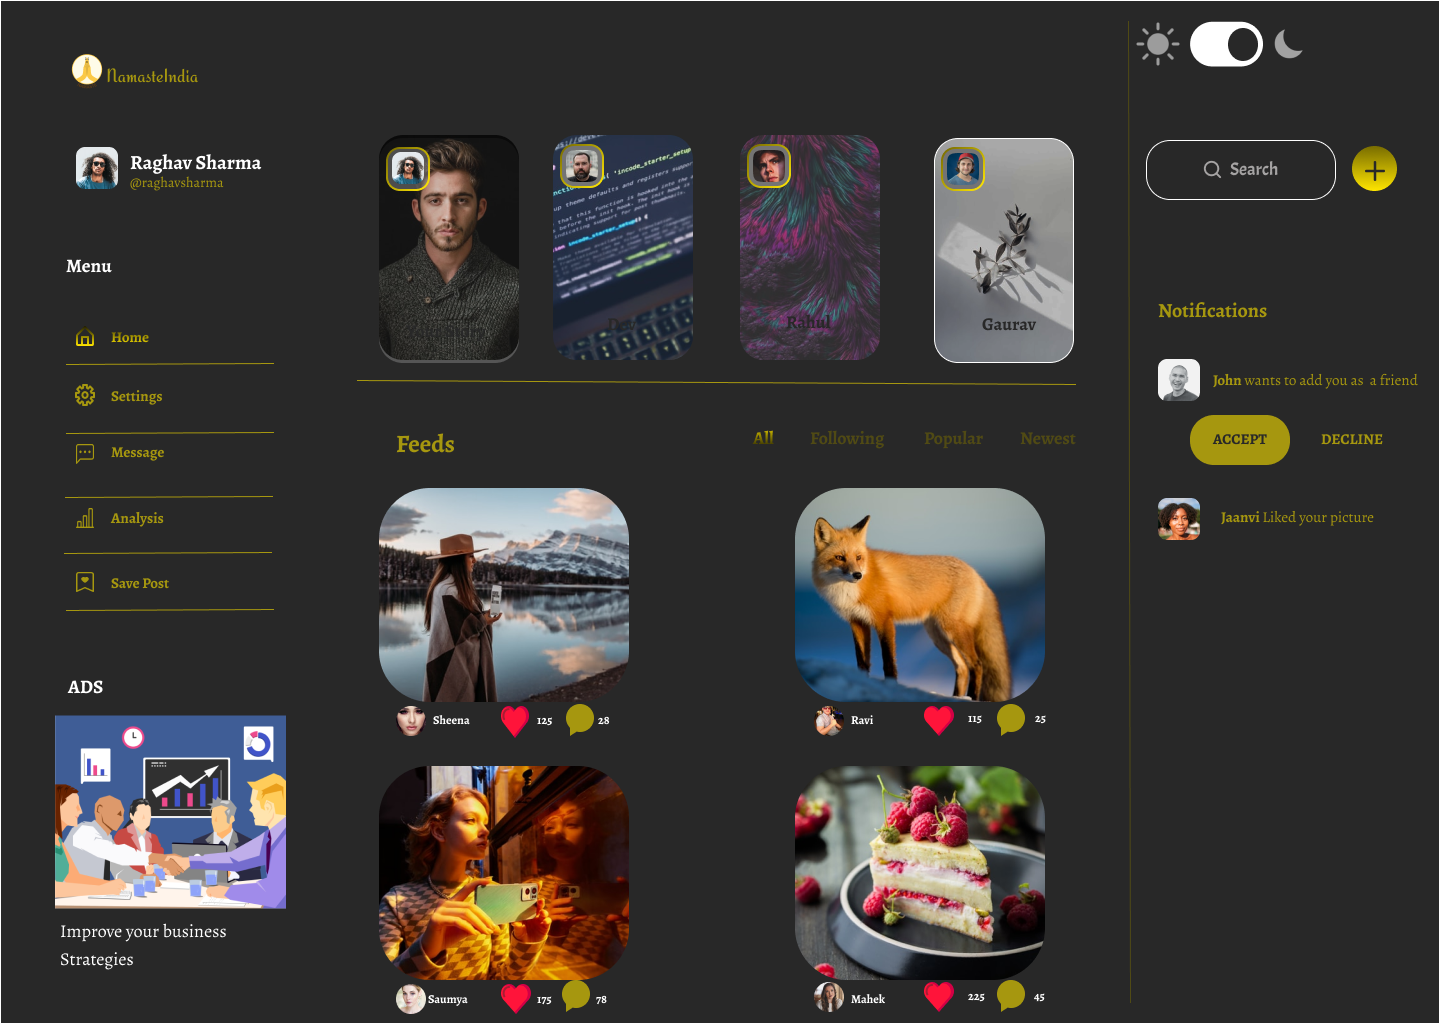 NamasteIndia
Raghav Sharma
@raghavsharma
Menu
Home
Settings
Message
Analysis
Save Post
ADS
Improve your business
Strategies
Rahul
Gaurav
Feeds
All Following Popular Newest
Sheena 125 28
Ravi 115 25
Saumya 175 78
Mahek 225 45
Search
Notifications
John wants to add you as a friend
ACCEPT DECLINE
Jaanvi Liked your picture